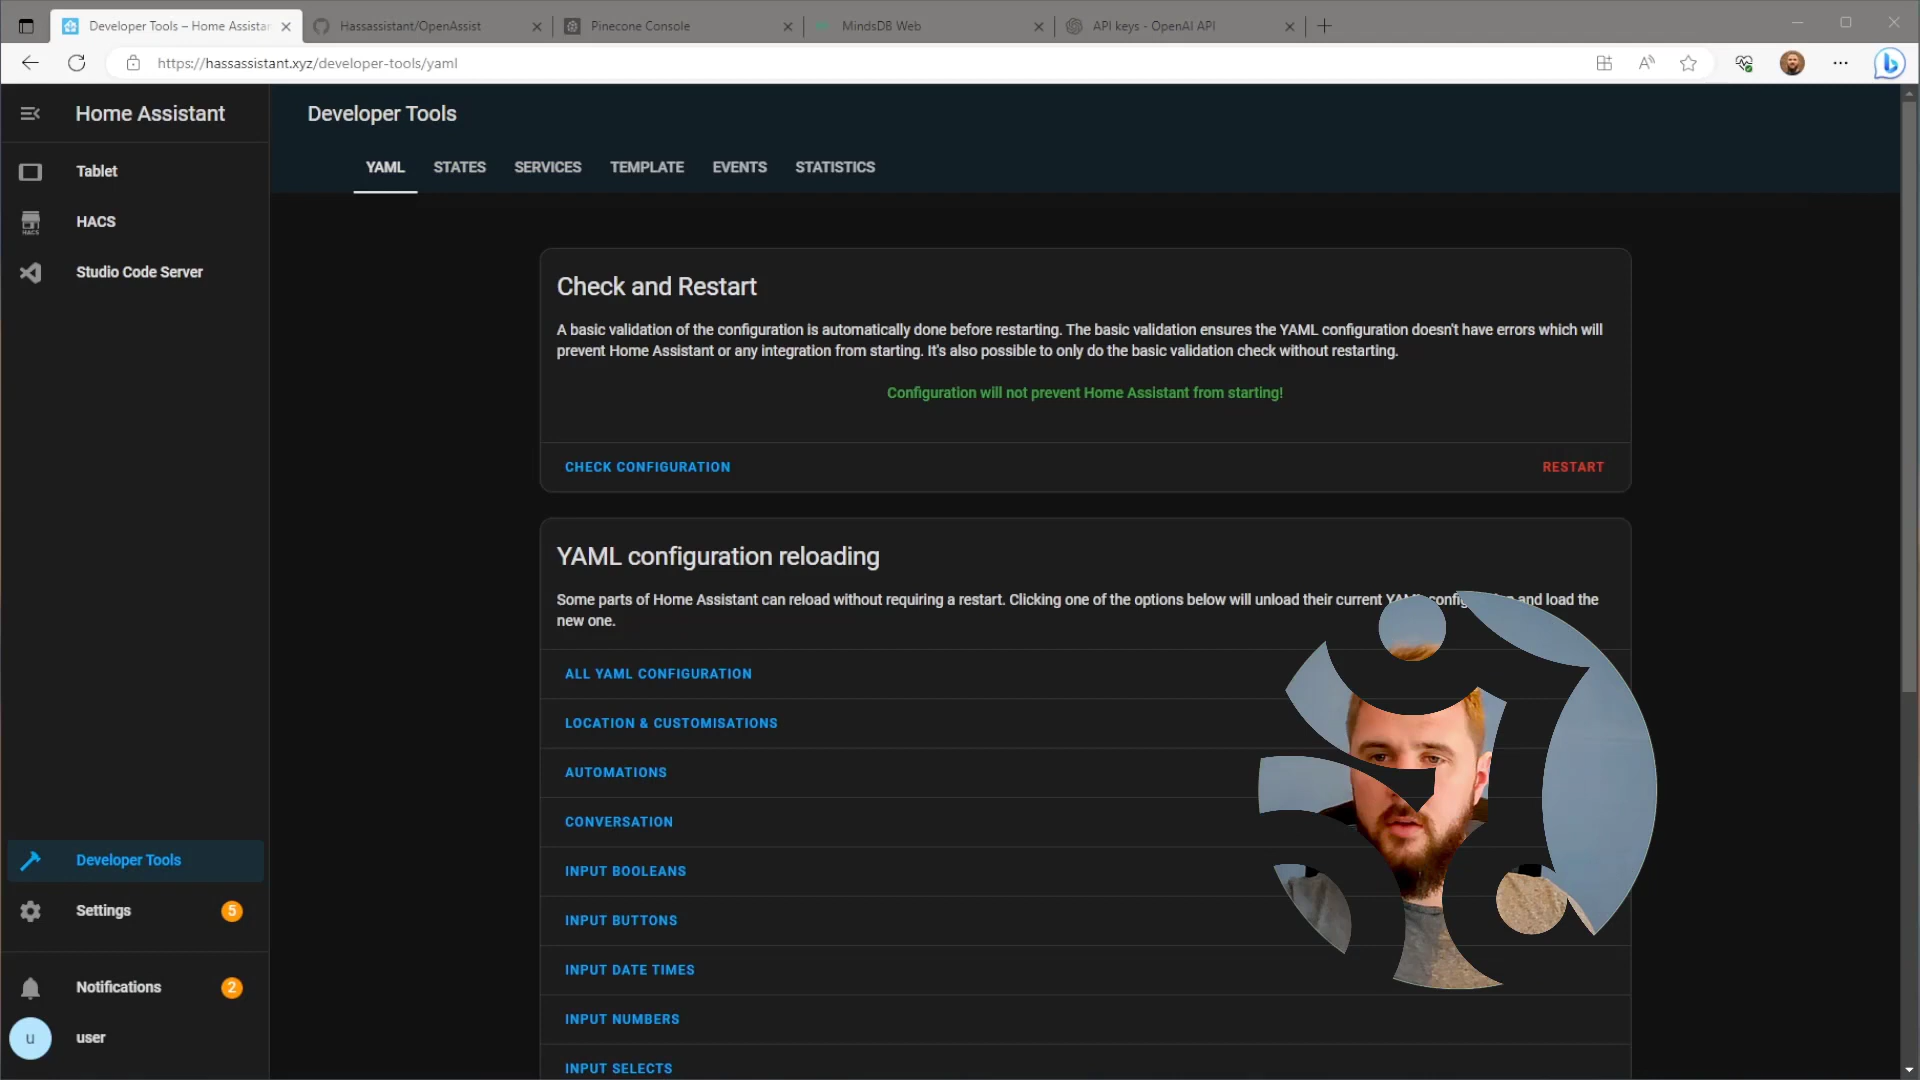 Developer Tools – Home Assistan
Hassassistant/OpenAssist
Pinecone Console
MindsDB Web
API keys - OpenAI API
https://hassassistant.xyz/developer-tools/yaml
Home Assistant
Developer Tools
YAML
STATES
SERVICES
TEMPLATE
EVENTS
STATISTICS
Tablet
HACS
HACS
Studio Code Server
Check and Restart
A basic validation of the configuration is automatically done before restarting. The basic validation ensures the YAML configuration doesn't have errors which will
prevent Home Assistant or any integration from starting. It's also possible to only do the basic validation check without restarting.
Configuration will not prevent Home Assistant from starting!
CHECK CONFIGURATION
RESTART
YAML configuration reloading
Some parts of Home Assistant can reload without requiring a restart. Clicking one of the options below will unload their current and load the
new one.
ALL YAML CONFIGURATION
LOCATION & CUSTOMISATIONS
AUTOMATIONS
CONVERSATION
INPUT BOOLEANS
INPUT BUTTONS
INPUT DATE TIMES
INPUT NUMBERS
INPUT SELECTS
Developer Tools
Settings
5
Notifications
2
u
user